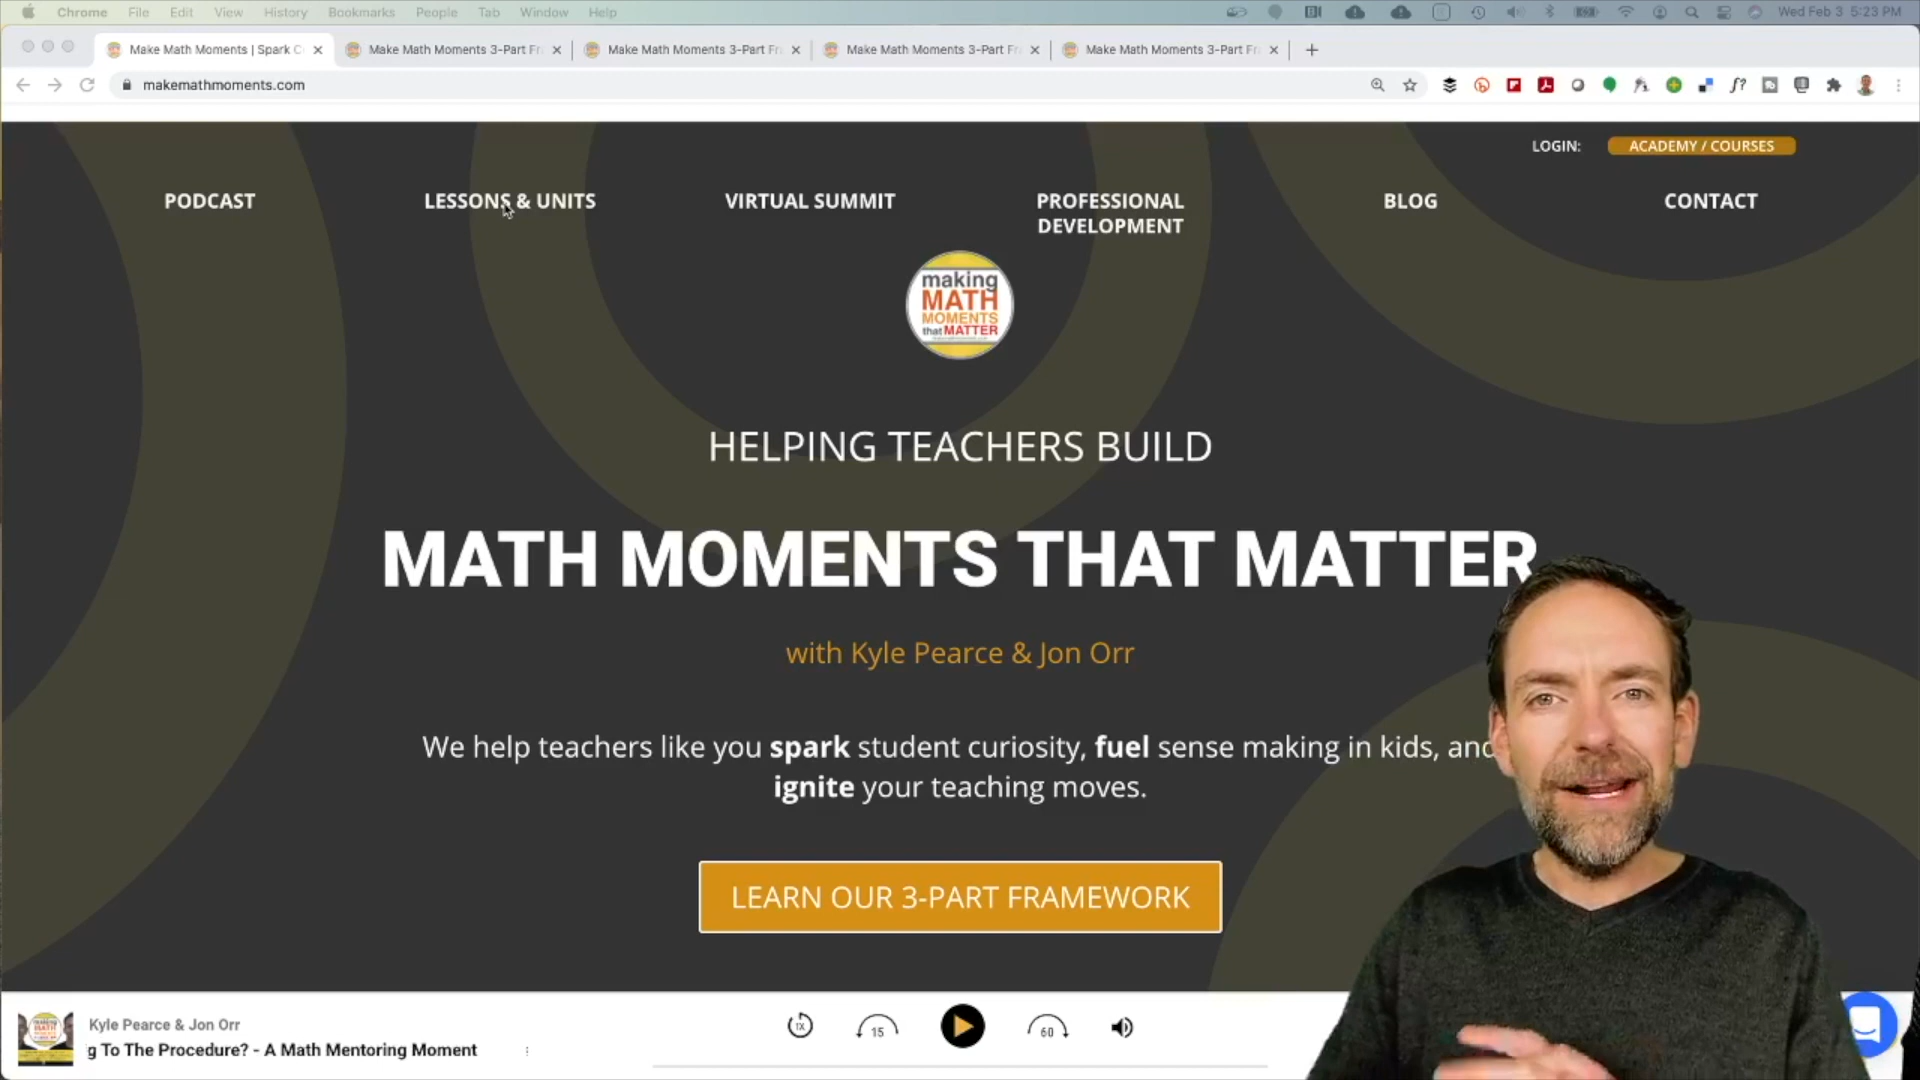 Chrome File Edit View History Bookmarks People Tab Window Help Wed Feb 3 5:23 PM
Make Math Moments | Spark C Make Math Moments 3-Part Fr Make Math Moments 3-Part Fr Make Math Moments 3-Part Fr Make Math Moments 3-Part Fr
makemathmoments.com
LOGIN: ACADEMY / COURSES
PODCAST LESSONS & UNITS VIRTUAL SUMMIT PROFESSIONAL BLOG CONTACT
DEVELOPMENT
making
MATH
MOMENTS
that MATTER
HELPING TEACHERS BUILD
MATH MOMENTS THAT MATTER
with Kyle Pearce & Jon Orr
We help teachers like you spark student curiosity, fuel sense making in kids, and
ignite your teaching moves.
LEARN OUR 3-PART FRAMEWORK
Kyle Pearce & Jon Orr
g To The Procedure? - A Math Mentoring Moment
1X 15 60